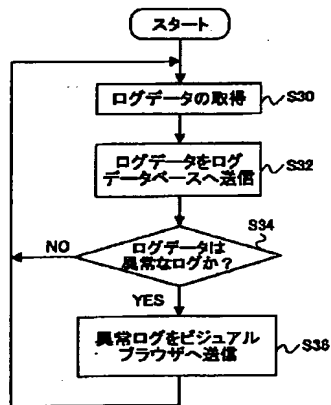 スタート
ログデータの取得
S30
ログデータをログ
データベースへ送信
S32
ログデータは
異常なログか?
S34
NO
YES
異常ログをビジュアル
ブラウザへ送信
S36